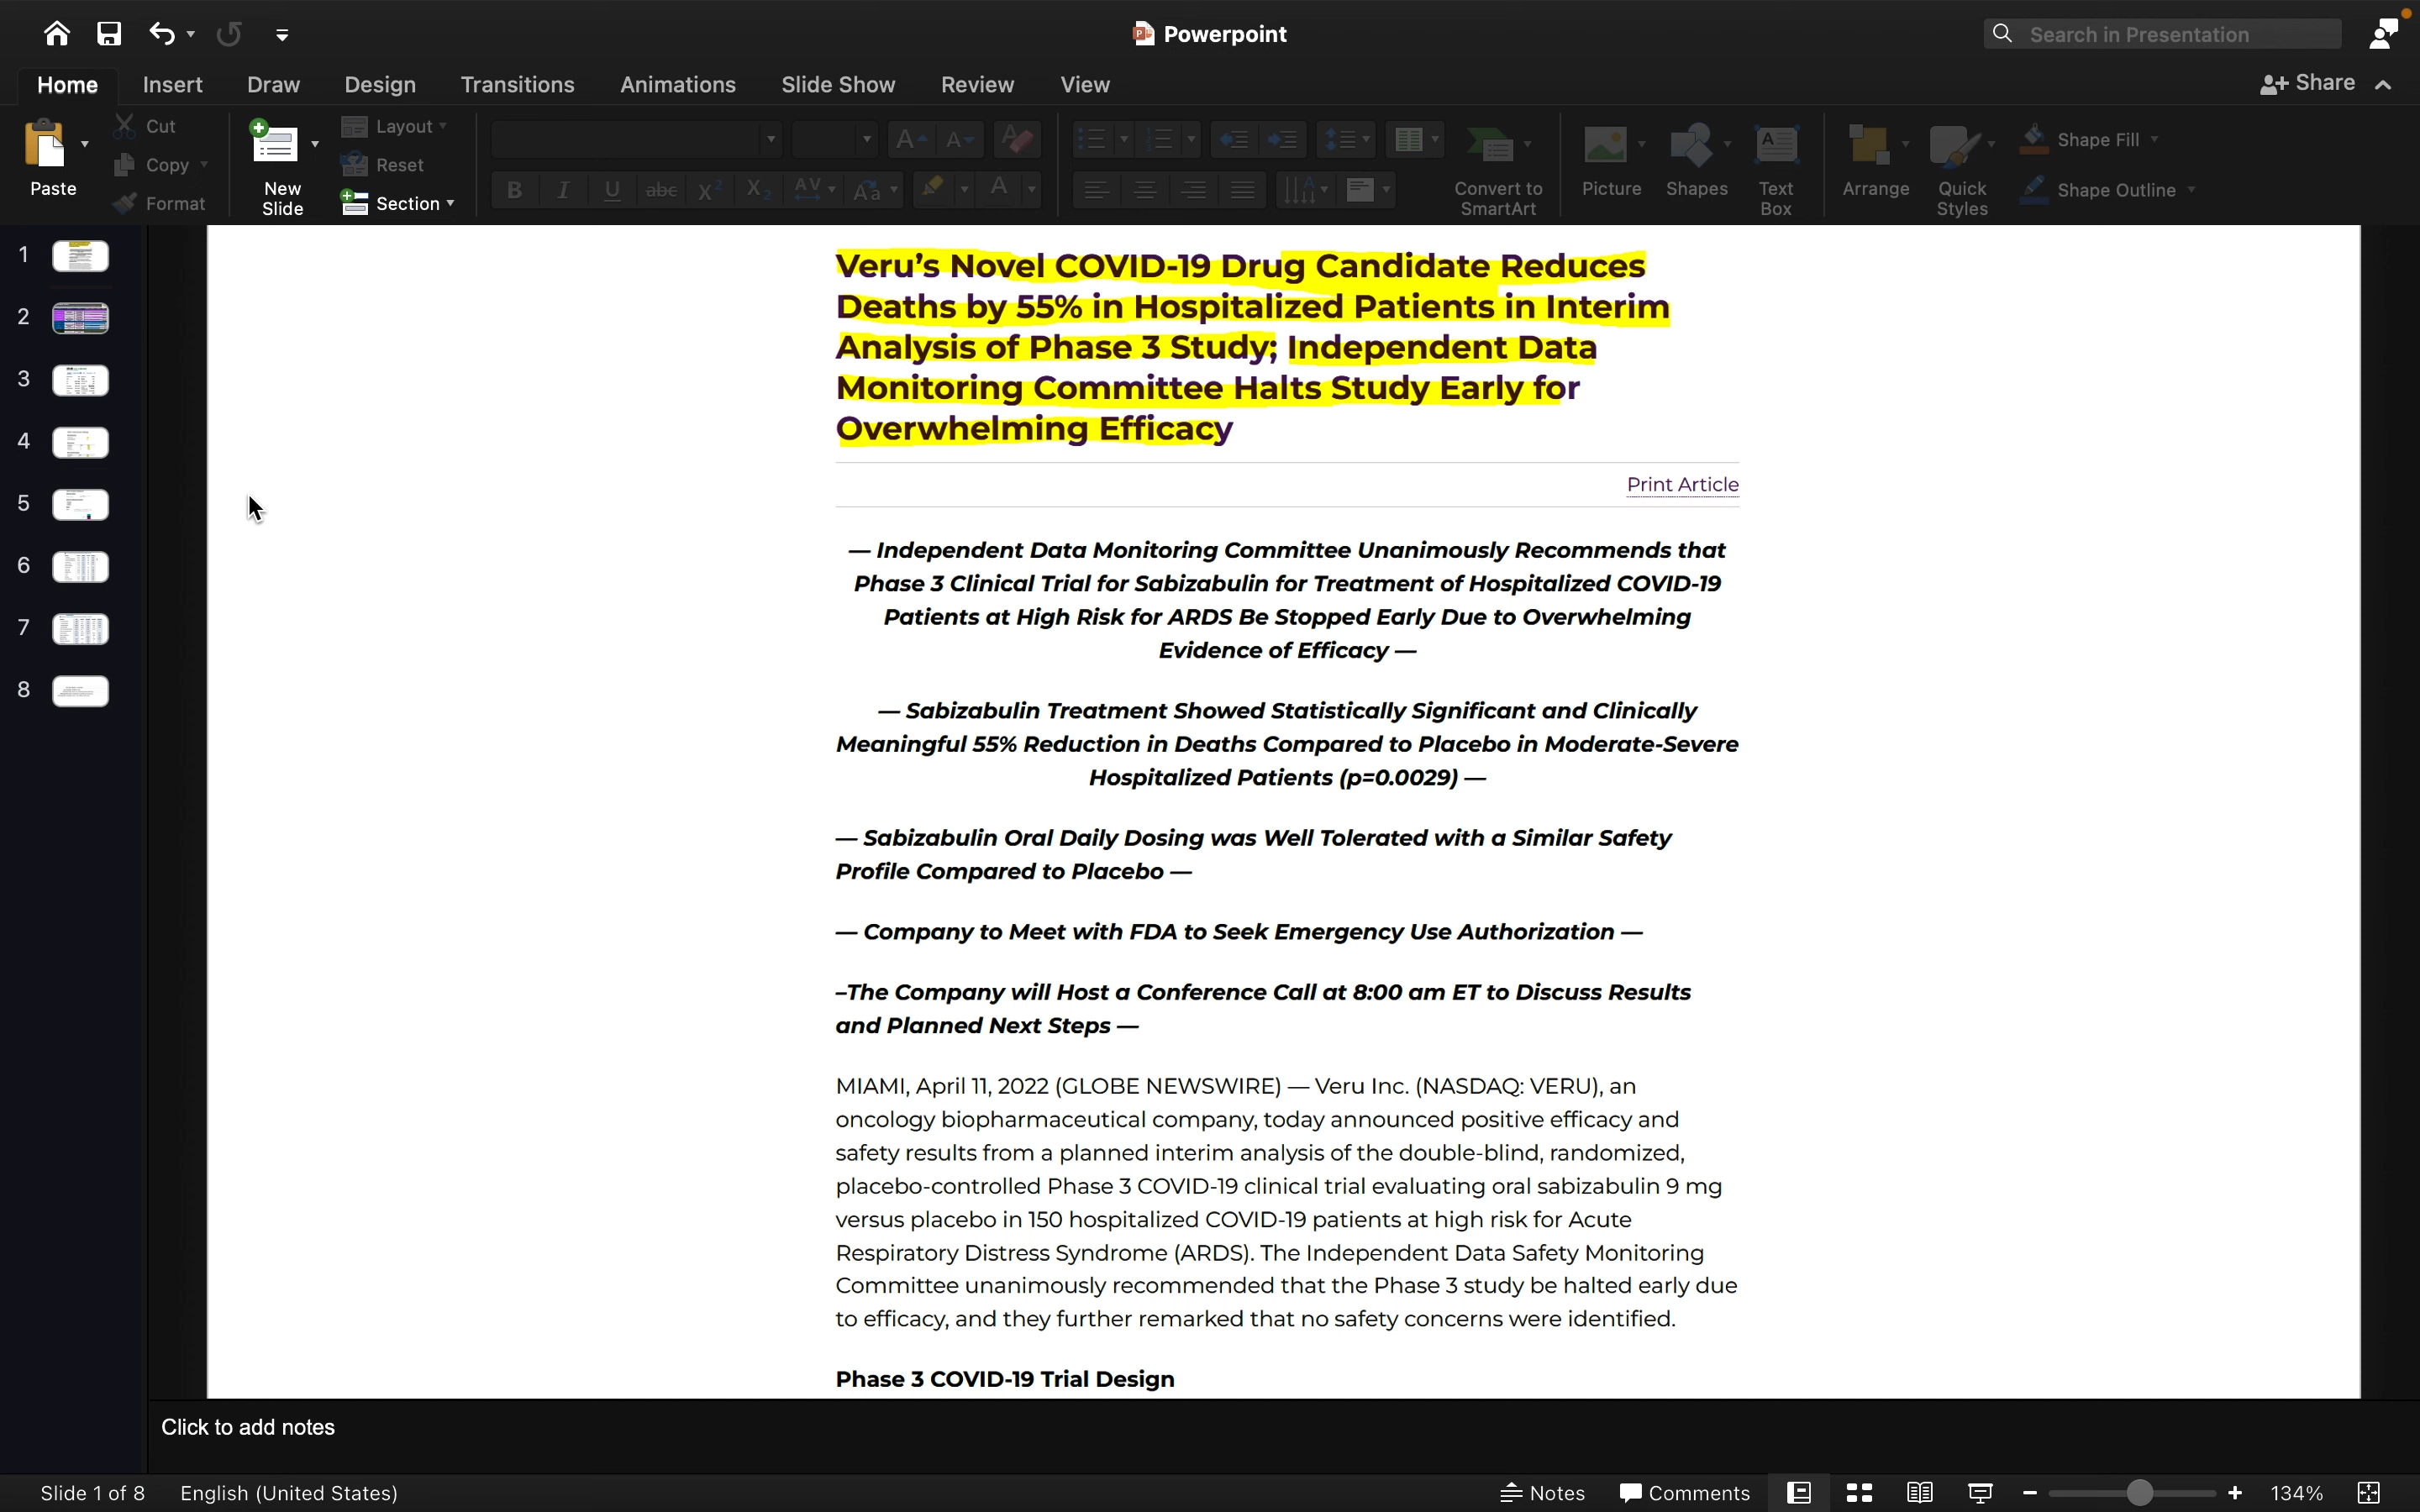 Powerpoint
Search in Presentation
Home Insert Draw Design Transitions Animations Slide Show Review View
Share
Paste
Cut
Copy
Format
New
Slide
Layout
Reset
Section
Convert to
SmartArt
Picture
Shapes
Text
Box
Arrange
Quick
Styles
Shape Fill
Shape Outline
1
2
3
4
5
6
7
8
Veru’s Novel COVID-19 Drug Candidate Reduces
Deaths by 55% in Hospitalized Patients in Interim
Analysis of Phase 3 Study; Independent Data
Monitoring Committee Halts Study Early for
Overwhelming Efficacy
Print Article
— Independent Data Monitoring Committee Unanimously Recommends that
Phase 3 Clinical Trial for Sabizabulin for Treatment of Hospitalized COVID-19
Patients at High Risk for ARDS Be Stopped Early Due to Overwhelming
Evidence of Efficacy —
— Sabizabulin Treatment Showed Statistically Significant and Clinically
Meaningful 55% Reduction in Deaths Compared to Placebo in Moderate-Severe
Hospitalized Patients (p=0.0029) —
— Sabizabulin Oral Daily Dosing was Well Tolerated with a Similar Safety
Profile Compared to Placebo —
— Company to Meet with FDA to Seek Emergency Use Authorization —
–The Company will Host a Conference Call at 8:00 am ET to Discuss Results
and Planned Next Steps —
MIAMI, April 11, 2022 (GLOBE NEWSWIRE) — Veru Inc. (NASDAQ: VERU), an
oncology biopharmaceutical company, today announced positive efficacy and
safety results from a planned interim analysis of the double-blind, randomized,
placebo-controlled Phase 3 COVID-19 clinical trial evaluating oral sabizabulin 9 mg
versus placebo in 150 hospitalized COVID-19 patients at high risk for Acute
Respiratory Distress Syndrome (ARDS). The Independent Data Safety Monitoring
Committee unanimously recommended that the Phase 3 study be halted early due
to efficacy, and they further remarked that no safety concerns were identified.
Phase 3 COVID-19 Trial Design
Click to add notes
Slide 1 of 8 English (United States) Notes Comments 134%